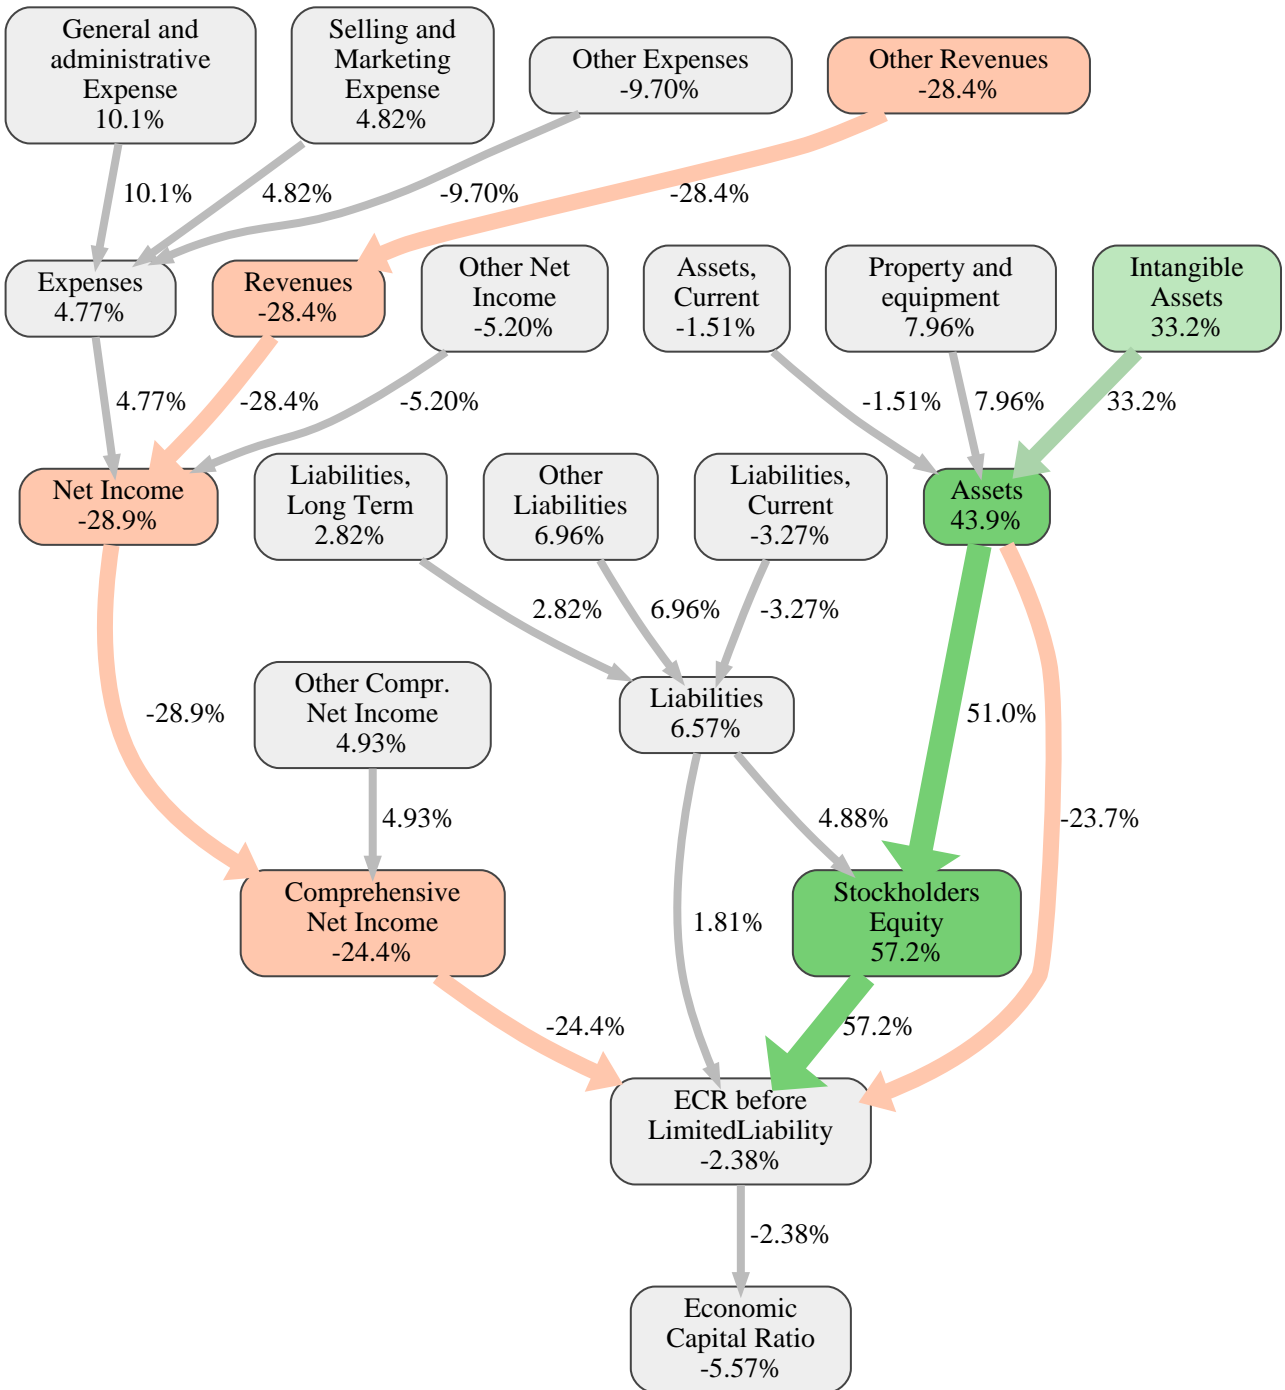 General and
administrative
Expense
10.1%
Selling and
Marketing
Expense
4.82%
Other Expenses
-9.70%
Other Revenues
-28.4%
10.1%
4.82%
-9.70%
-28.4%
Expenses
4.77%
Revenues
-28.4%
Other Net
Income
-5.20%
Assets,
Current
-1.51%
Property and
equipment
7.96%
Intangible
Assets
33.2%
4.77%
-28.4%
-5.20%
-1.51%
7.96%
33.2%
Net Income
-28.9%
Liabilities,
Long Term
2.82%
Other
Liabilities
6.96%
Liabilities,
Current
-3.27%
Assets
43.9%
2.82%
6.96%
-3.27%
-28.9%
Other Compr.
Net Income
4.93%
Liabilities
6.57%
51.0%
4.93%
4.88%
-23.7%
Comprehensive
Net Income
-24.4%
1.81%
Stockholders
Equity
57.2%
-24.4%
57.2%
ECR before
LimitedLiability
-2.38%
-2.38%
Economic
Capital Ratio
-5.57%